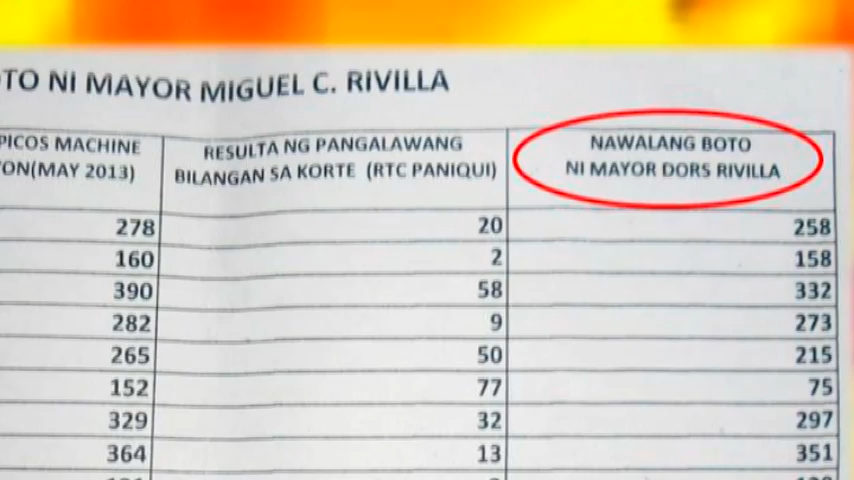 OTO NI MAYOR MIGUEL C. RIVILLA
PICOS MACHINE
ON(MAY 2013)
RESULTA NG PANGALAWANG
BILANGAN SA KORTE (RTC PANIQUI)
NAWALANG BOTO
NI MAYOR DORS RIVILLA
278 20 258
160 2 158
390 58 332
282 9 273
265 50 215
152 77 75
329 32 297
364 13 351